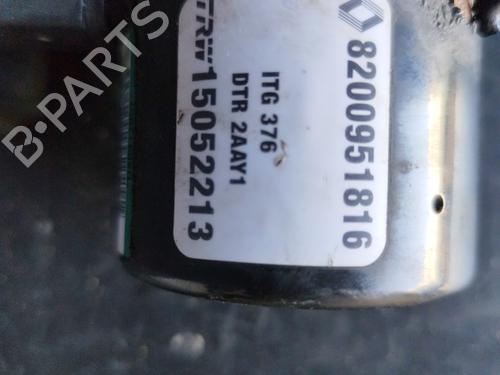 8200951816
ITG 376
DTR 2AAY1
TRW15052213
B-PARTS